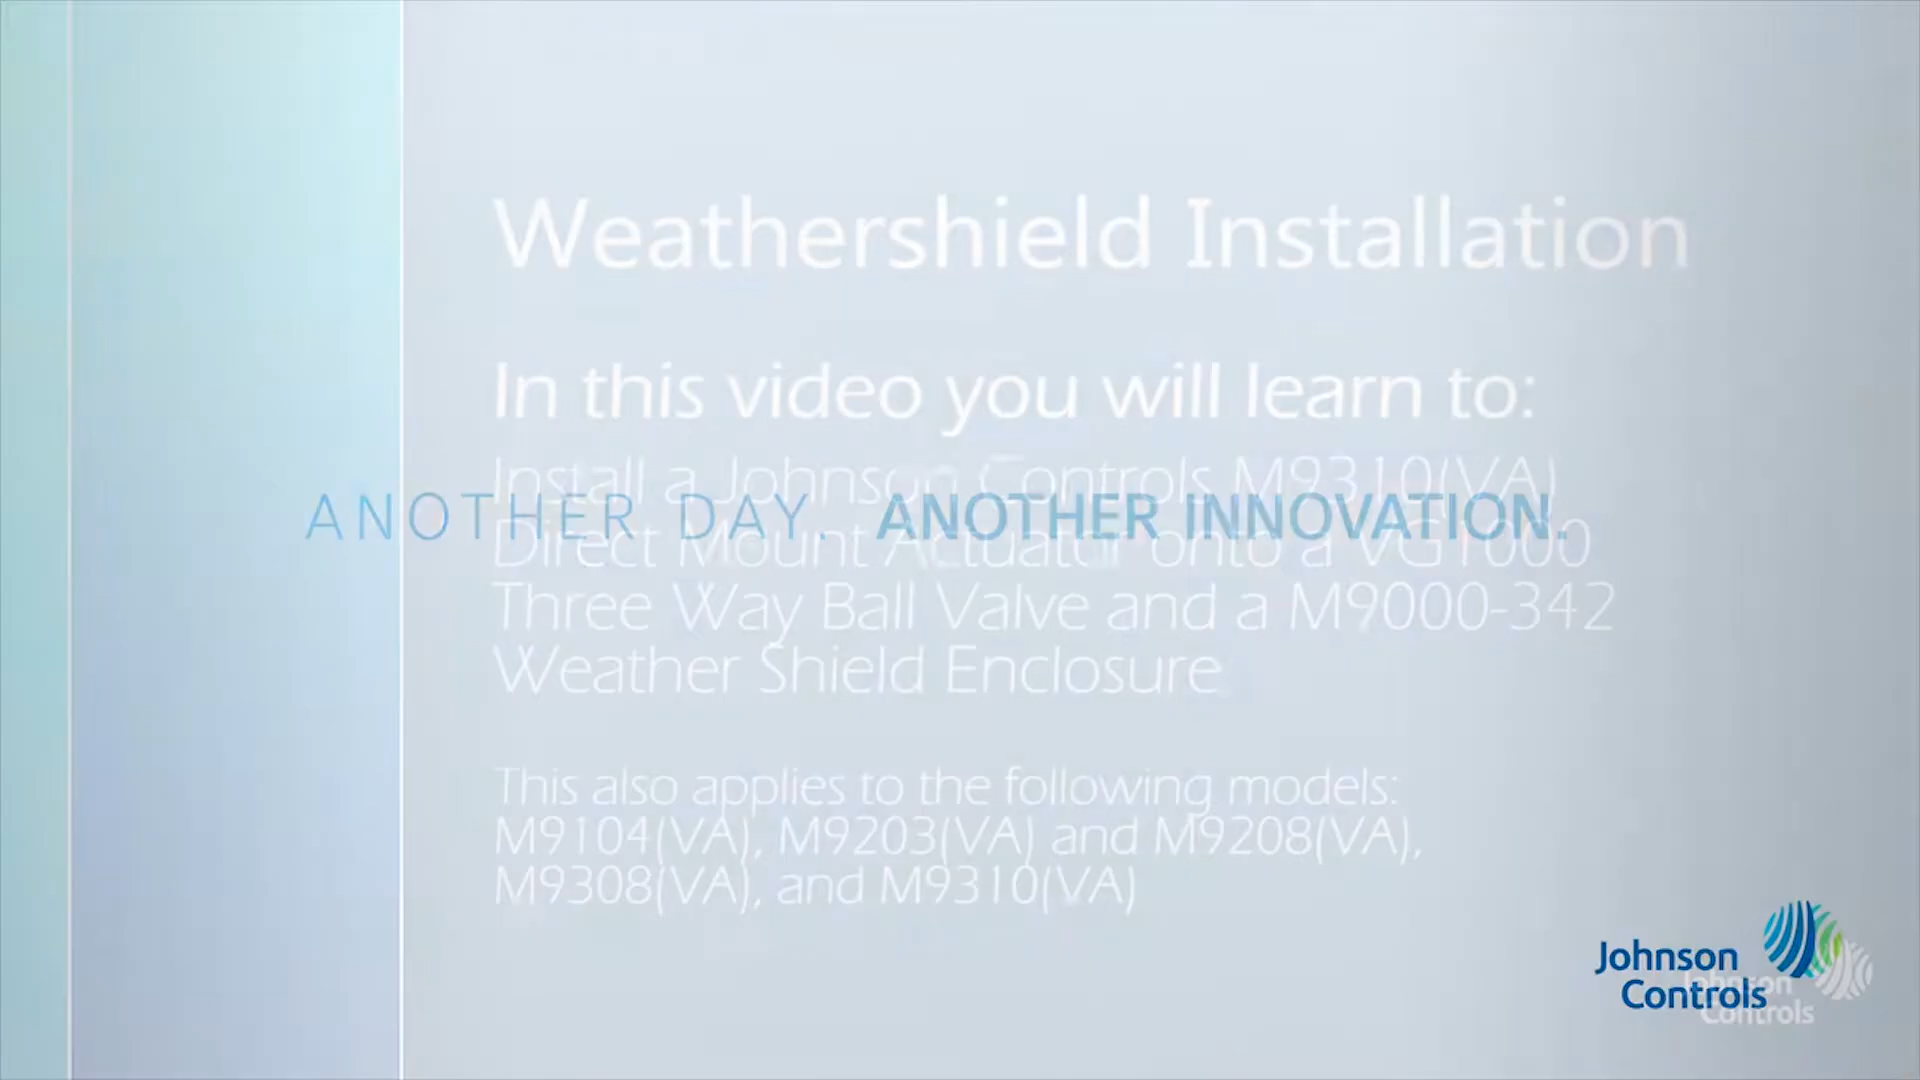 Weathershield Installation
In this video you will learn to:
Install a Johnson Controls M9310(VA)
ANOTHER DAY. ANOTHER INNOVATION.
Direct Mount Actuator onto a VG1000
Three Way Ball Valve and a M9000-342
Weather Shield Enclosure
This also applies to the following models:
M9104(VA), M9203(VA) and M9208(VA),
M9308(VA), and M9310(VA)
Johnson
Controls
Johnson
Controls